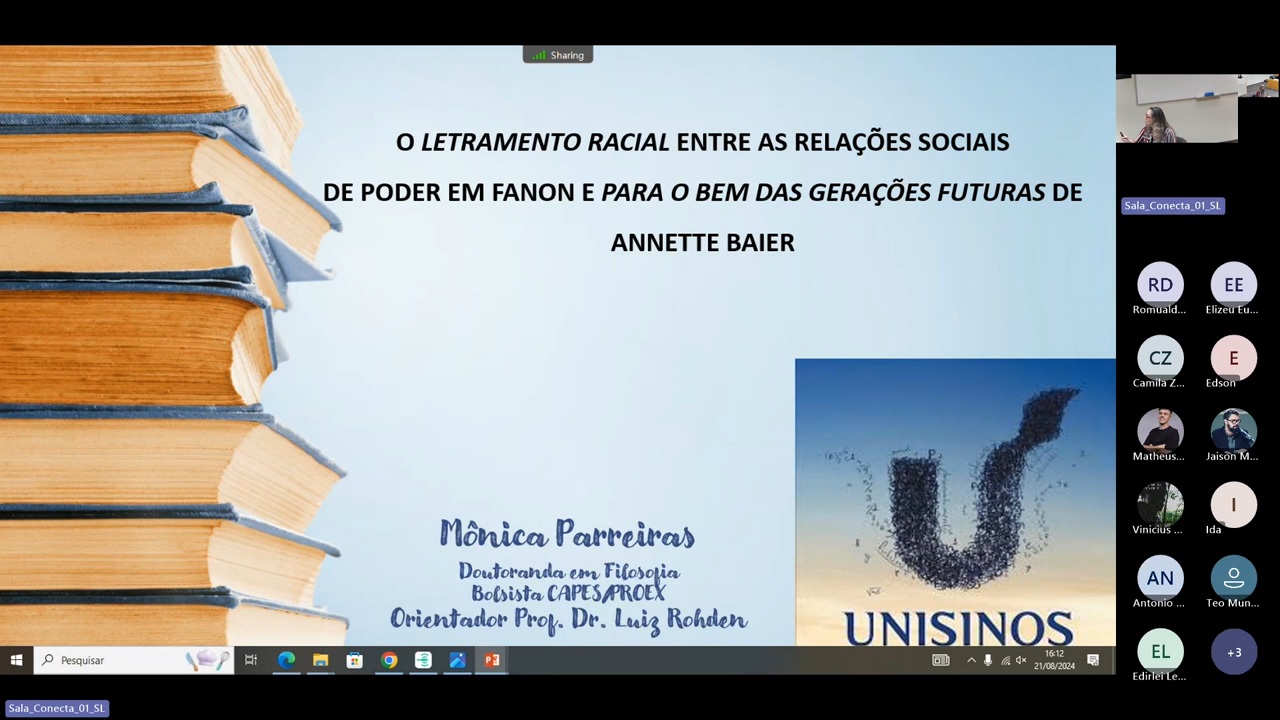 Sharing
O LETRAMENTO RACIAL ENTRE AS RELAÇÕES SOCIAIS
DE PODER EM FANON E PARA O BEM DAS GERAÇÕES FUTURAS DE
ANNETTE BAIER
Mônica Parreiras
Doutoranda em Filosofia
Bolsista CAPES/PROEX
Orientador Prof. Dr. Luiz Rohden
UNISINOS
Pesquisar
16:12
21/08/2024
Sala_Conecta_01_SL
Sala_Conecta_01_SL
RD
EE
Romuald...
Elizeu Eu...
CZ
E
Camila Z...
Edson
Matheus...
Jaison M...
Vinicius ...
I
Ida
AN
Antonio ...
Teo Mun...
EL
+3
Edirlei Le...